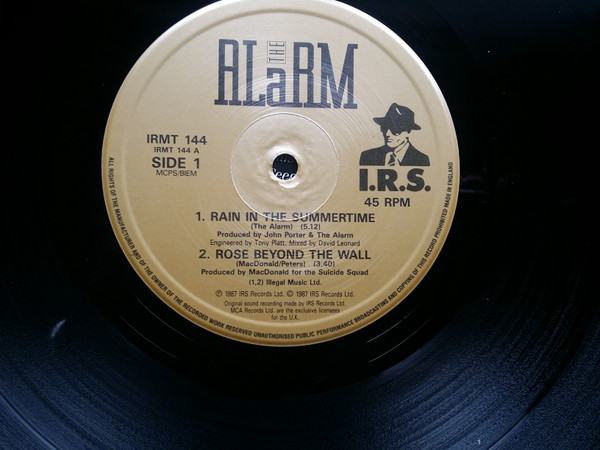 THE
ALARM
IRMT 144
IRMT 144 A
SIDE 1
MCPS/BIEM
I.R.S.
45 RPM
1. RAIN IN THE SUMMERTIME
(The Alarm) (5.12)
Produced by John Porter & The Alarm
Engineered by Tony Platt, Mixed by David Leonard
2. ROSE BEYOND THE WALL
(MacDonald/Peters) (3.40)
Produced by MacDonald for the Suicide Squad
(1,2) Illegal Music Ltd.
℗ 1987 IRS Records Ltd. © 1987 IRS Records Ltd.
Original sound recording made by IRS Records Ltd.
MCA Records Ltd. are the exclusive licensees
for the U.K.
ALL RIGHTS OF THE MANUFACTURER AND OF THE OWNER OF THE RECORDED WORK RESERVED UNAUTHORISED PUBLIC PERFORMANCE BROADCASTING AND COPYING OF THIS RECORD PROHIBITED MADE IN ENGLAND